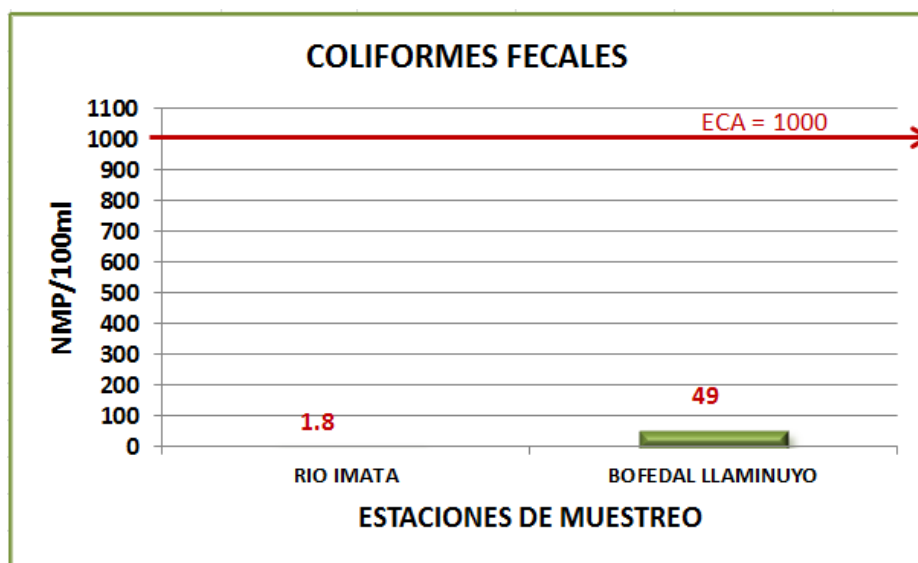 COLIFORMES FECALES
NMP/100ml
1100
ECA = 1000
1000
900
800
700
600
500
400
300
200
100
0
1.8
49
RIO IMATA
BOFEDAL LLAMINUYO
ESTACIONES DE MUESTREO